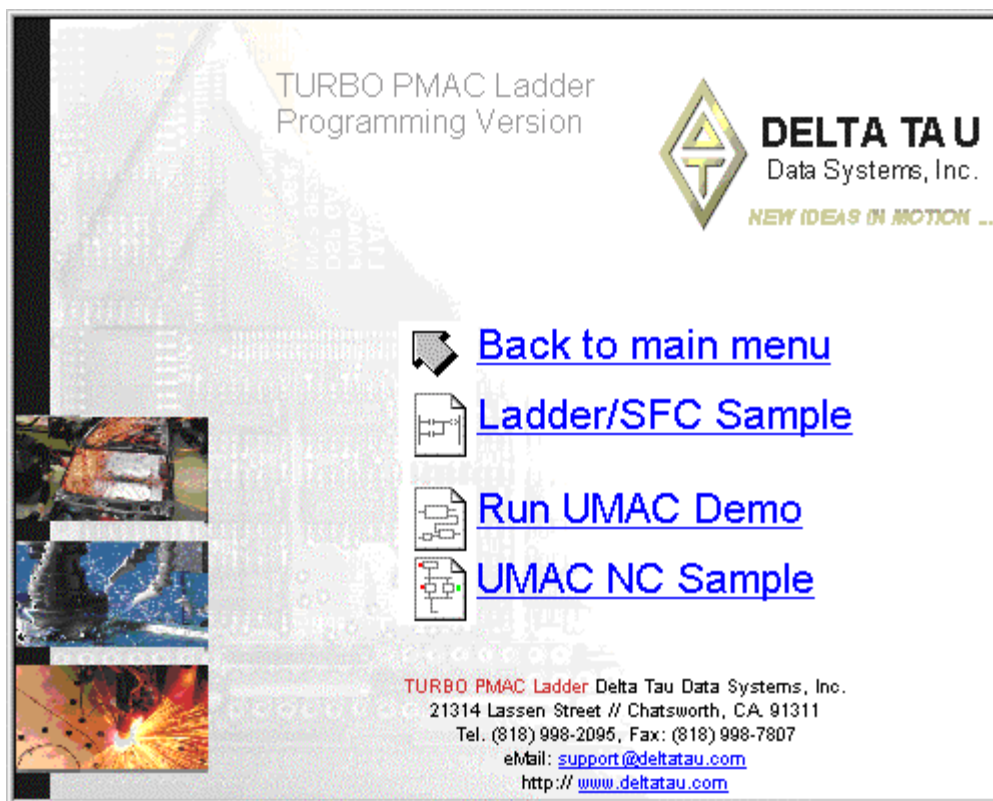 TURBO PMAC Ladder
Programming Version
DELTA TAU
Data Systems, Inc.
NEW IDEAS IN MOTION ...
Back to main menu
Ladder/SFC Sample
Run UMAC Demo
UMAC NC Sample
TURBO PMAC Ladder Delta Tau Data Systems, Inc.
21314 Lassen Street // Chatsworth, CA. 91311
Tel. (818) 998-2095, Fax: (818) 998-7807
eMail: support@deltatau.com
http:// www.deltatau.com